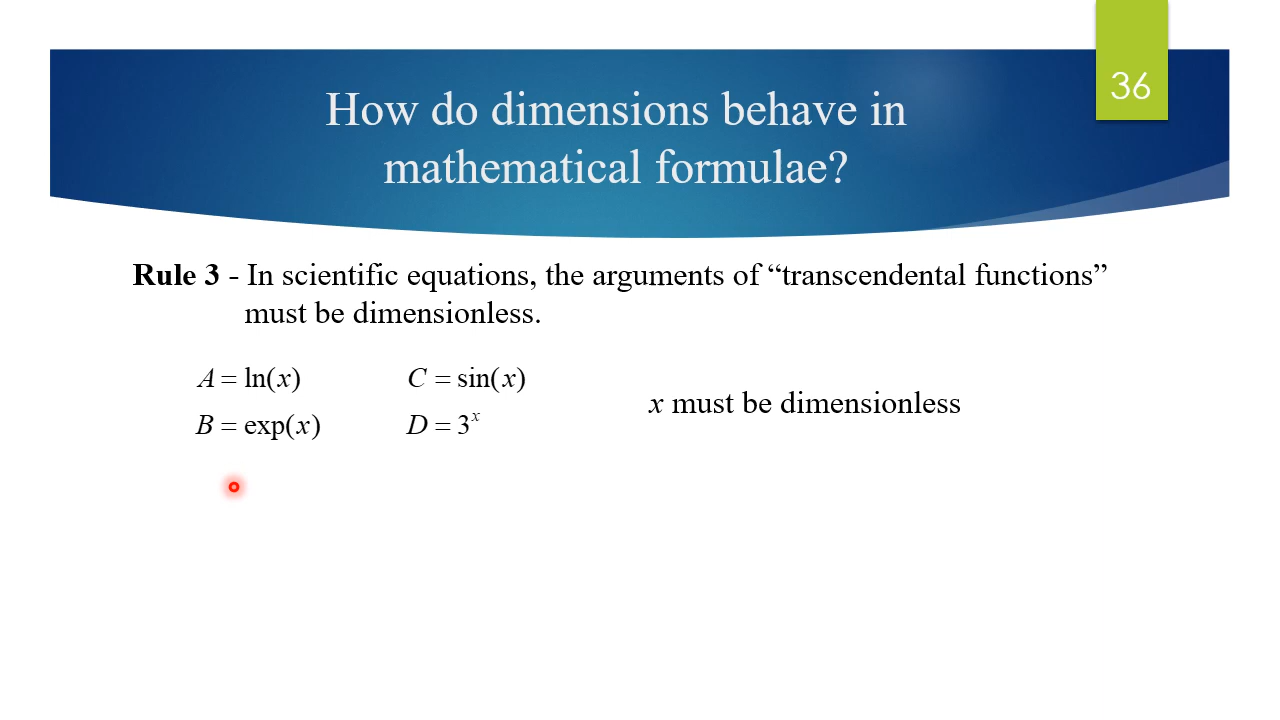 36
How do dimensions behave in
mathematical formulae?
Rule 3 - In scientific equations, the arguments of “transcendental functions”
must be dimensionless.
A = ln(x) C = sin(x)
x must be dimensionless
B = exp(x) D = 3^x